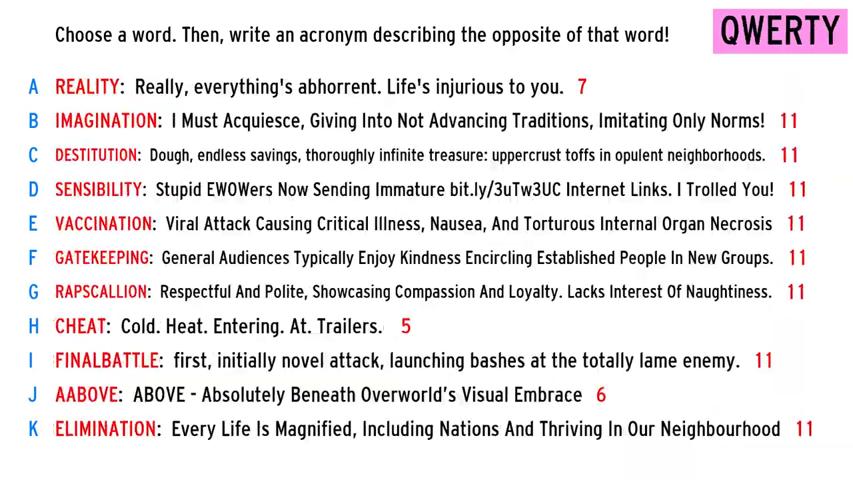 Choose a word. Then, write an acronym describing the opposite of that word!
QWERTY
A REALITY: Really, everything's abhorrent. Life's injurious to you. 7
B IMAGINATION: I Must Acquiesce, Giving Into Not Advancing Traditions, Imitating Only Norms! 11
C DESTITUTION: Dough, endless savings, thoroughly infinite treasure: uppercrust toffs in opulent neighborhoods. 11
D SENSIBILITY: Stupid EWOWers Now Sending Immature bit.ly/3uTw3UC Internet Links. I Trolled You! 11
E VACCINATION: Viral Attack Causing Critical Illness, Nausea, And Torturous Internal Organ Necrosis 11
F GATEKEEPING: General Audiences Typically Enjoy Kindness Encircling Established People In New Groups. 11
G RAPSCALLION: Respectful And Polite, Showcasing Compassion And Loyalty. Lacks Interest Of Naughtiness. 11
H CHEAT: Cold. Heat. Entering. At. Trailers. 5
I FINALBATTLE: first, initially novel attack, launching bashes at the totally lame enemy. 11
J AABOVE: ABOVE - Absolutely Beneath Overworld's Visual Embrace 6
K ELIMINATION: Every Life Is Magnified, Including Nations And Thriving In Our Neighbourhood 11